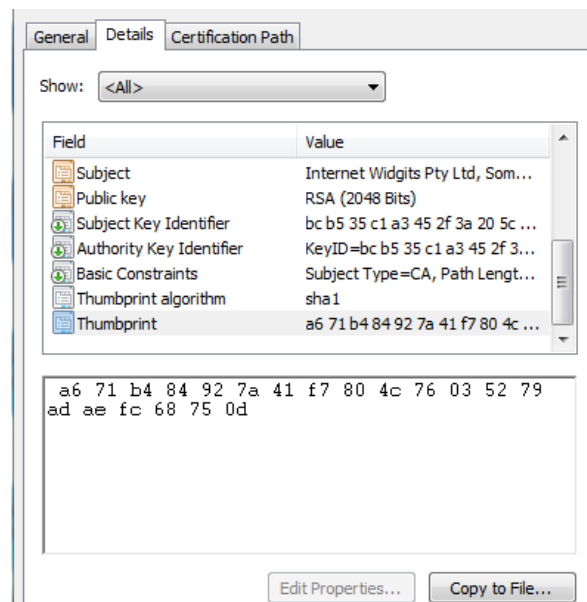 General Details Certification Path
Show: <All>
Field Value
Subject Internet Widgits Pty Ltd, Som...
Public key RSA (2048 Bits)
Subject Key Identifier bc b5 35 c1 a3 45 2f 3a 20 5c ...
Authority Key Identifier KeyID=bc b5 35 c1 a3 45 2f 3...
Basic Constraints Subject Type=CA, Path Lengt...
Thumbprint algorithm sha1
Thumbprint a6 71 b4 84 92 7a 41 f7 80 4c ...
a6 71 b4 84 92 7a 41 f7 80 4c 76 03 52 79
ad ae fc 68 75 0d
Edit Properties... Copy to File...